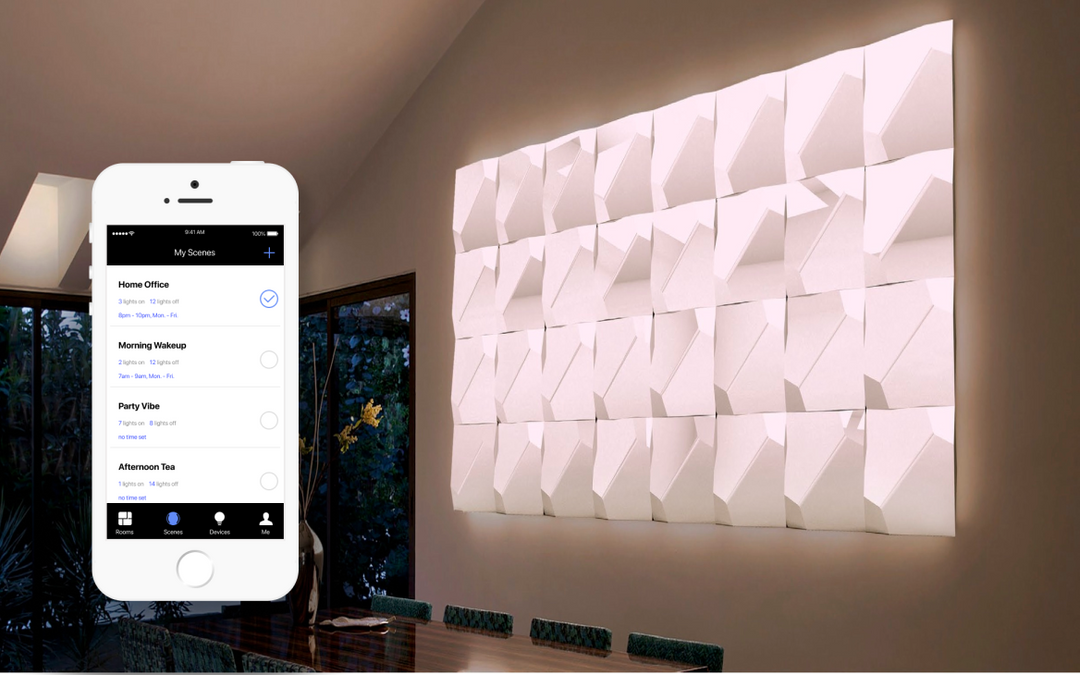 9:41 AM
100%
My Scenes
Home Office
3 lights on 12 lights off
8pm - 10pm, Mon. - Fri.
Morning Wakeup
2 lights on 12 lights off
7am - 9am, Mon. - Fri.
Party Vibe
7 lights on 8 lights off
no time set
Afternoon Tea
1 lights on 14 lights off
no time set
Rooms Scenes Devices Me